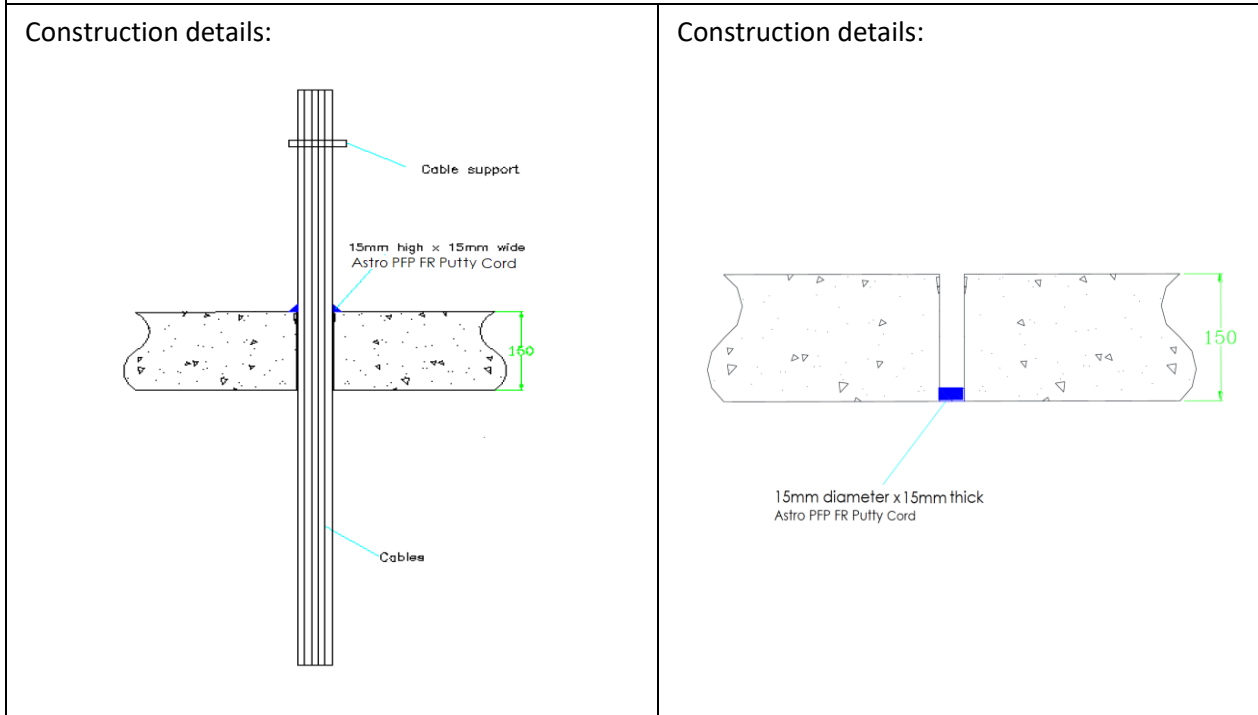 Construction details:
Cable support
15mm high x 15mm wide
Astro PFP FR Putty Cord
150
Cables
Construction details:
150
15mm diameter x 15mm thick
Astro PFP FR Putty Cord